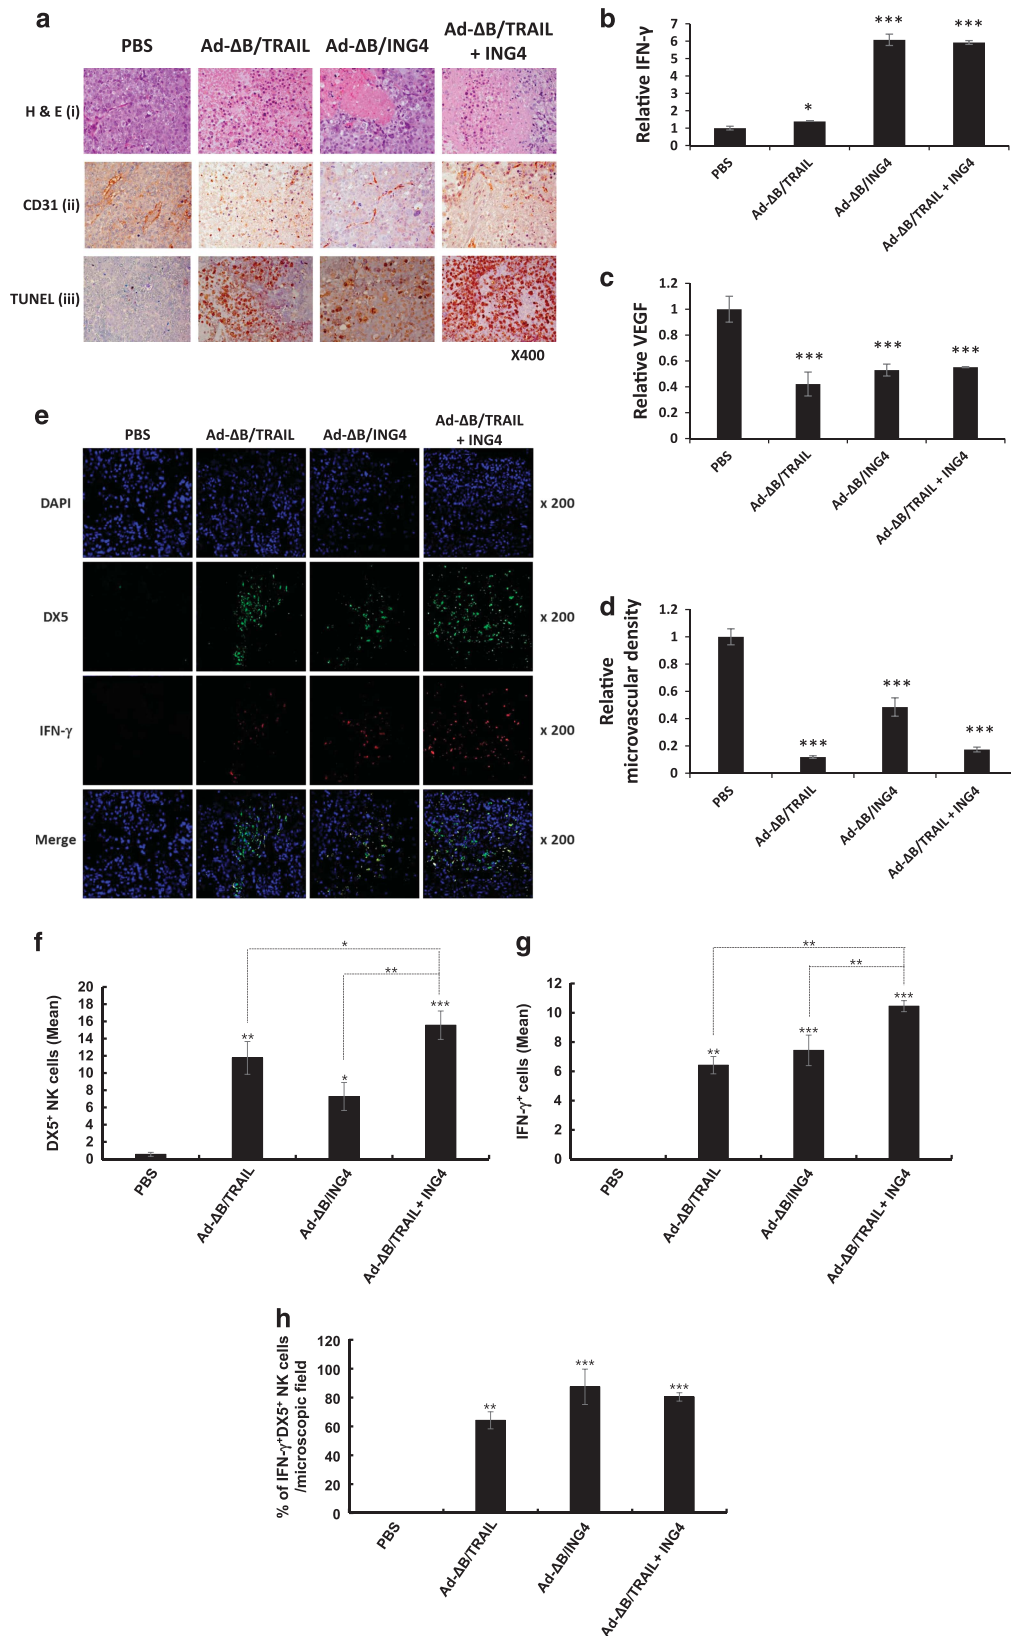 a
PBS
Ad-ΔB/TRAIL
Ad-ΔB/ING4
Ad-ΔB/TRAIL
+ ING4
H & E (i)
CD31 (ii)
TUNEL (iii)
X400
b
Relative IFN-γ
7
6
5
4
3
2
1
0
*
***
***
PBS
Ad-ΔB/TRAIL
Ad-ΔB/ING4
Ad-ΔB/TRAIL + ING4
c
Relative VEGF
1.2
1
0.8
0.6
0.4
0.2
0
***
***
***
PBS
Ad-ΔB/TRAIL
Ad-ΔB/ING4
Ad-ΔB/TRAIL + ING4
d
Relative
microvascular density
1.2
1
0.8
0.6
0.4
0.2
0
***
***
***
PBS
Ad-ΔB/TRAIL
Ad-ΔB/ING4
Ad-ΔB/TRAIL + ING4
e
PBS
Ad-ΔB/TRAIL
Ad-ΔB/ING4
Ad-ΔB/TRAIL
+ ING4
DAPI
x 200
DX5
x 200
IFN-γ
x 200
Merge
x 200
f
DX5⁺ NK cells (Mean)
20
18
16
14
12
10
8
6
4
2
0
*
**
**
*
***
PBS
Ad-ΔB/TRAIL
Ad-ΔB/ING4
Ad-ΔB/TRAIL + ING4
g
IFN-γ⁺ cells (Mean)
12
10
8
6
4
2
0
**
**
**
***
***
PBS
Ad-ΔB/TRAIL
Ad-ΔB/ING4
Ad-ΔB/TRAIL + ING4
h
% of IFN-γ⁺DX5⁺ NK cells
/microscopic field
120
100
80
60
40
20
0
**
***
***
PBS
Ad-ΔB/TRAIL
Ad-ΔB/ING4
Ad-ΔB/TRAIL + ING4